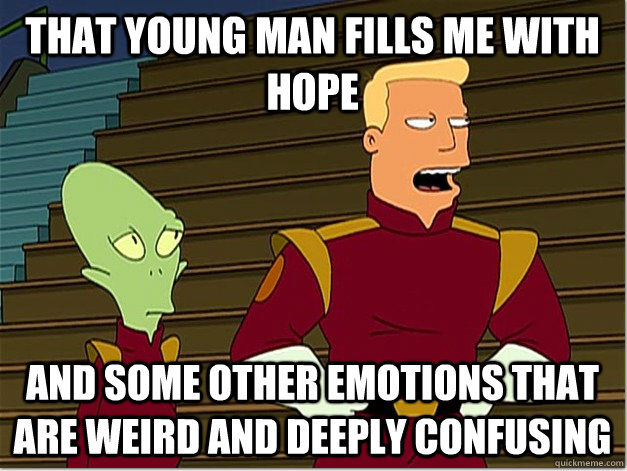 THAT YOUNG MAN FILLS ME WITH
HOPE
AND SOME OTHER EMOTIONS THAT
ARE WEIRD AND DEEPLY CONFUSING
quickmeme.com